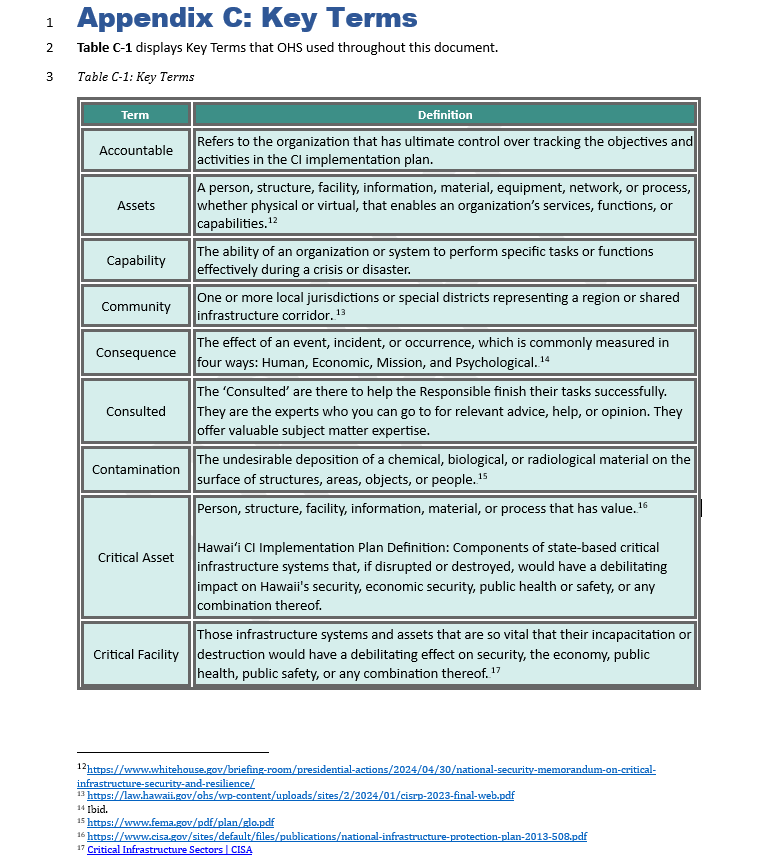 1 Appendix C: Key Terms
2 Table C-1 displays Key Terms that OHS used throughout this document.
3 Table C-1: Key Terms
Term Definition
Accountable
Refers to the organization that has ultimate control over tracking the objectives and
activities in the CI implementation plan.
Assets
A person, structure, facility, information, material, equipment, network, or process,
whether physical or virtual, that enables an organization’s services, functions, or
capabilities.12
Capability
The ability of an organization or system to perform specific tasks or functions
effectively during a crisis or disaster.
Community
One or more local jurisdictions or special districts representing a region or shared
infrastructure corridor. 13
Consequence
The effect of an event, incident, or occurrence, which is commonly measured in
four ways: Human, Economic, Mission, and Psychological. 14
Consulted
The ‘Consulted’ are there to help the Responsible finish their tasks successfully.
They are the experts who you can go to for relevant advice, help, or opinion. They
offer valuable subject matter expertise.
Contamination
The undesirable deposition of a chemical, biological, or radiological material on the
surface of structures, areas, objects, or people. 15
Critical Asset
Person, structure, facility, information, material, or process that has value. 16
Hawaiʻi CI Implementation Plan Definition: Components of state-based critical
infrastructure systems that, if disrupted or destroyed, would have a debilitating
impact on Hawaii's security, economic security, public health or safety, or any
combination thereof.
Critical Facility
Those infrastructure systems and assets that are so vital that their incapacitation or
destruction would have a debilitating effect on security, the economy, public
health, public safety, or any combination thereof. 17
12https://www.whitehouse.gov/briefing-room/presidential-actions/2024/04/30/national-security-memorandum-on-critical-
infrastructure-security-and-resilience/
13 https://law.hawaii.gov/ohs/wp-content/uploads/sites/2/2024/01/cisrp-2023-final-web.pdf
14 Ibid.
15 https://www.fema.gov/pdf/plan/glo.pdf
16 https://www.cisa.gov/sites/default/files/publications/national-infrastructure-protection-plan-2013-508.pdf
17 Critical Infrastructure Sectors | CISA